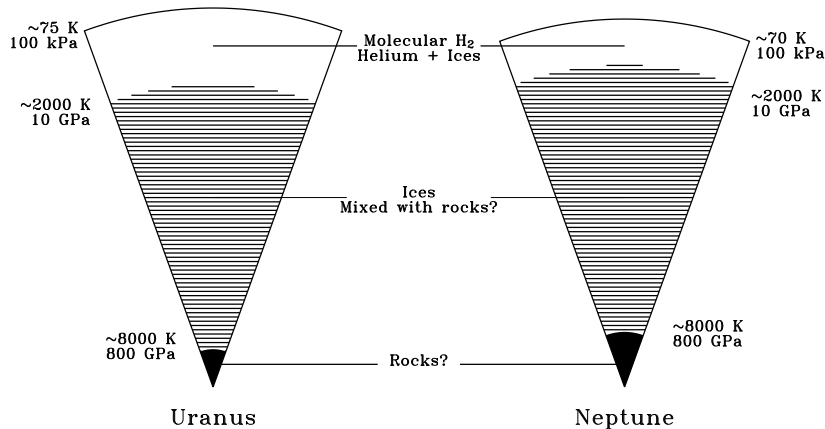 ~75 K
100 kPa
Molecular H₂
Helium + Ices
~70 K
100 kPa
~2000 K
10 GPa
~2000 K
10 GPa
Ices
Mixed with rocks?
~8000 K
800 GPa
~8000 K
800 GPa
Rocks?
Uranus
Neptune